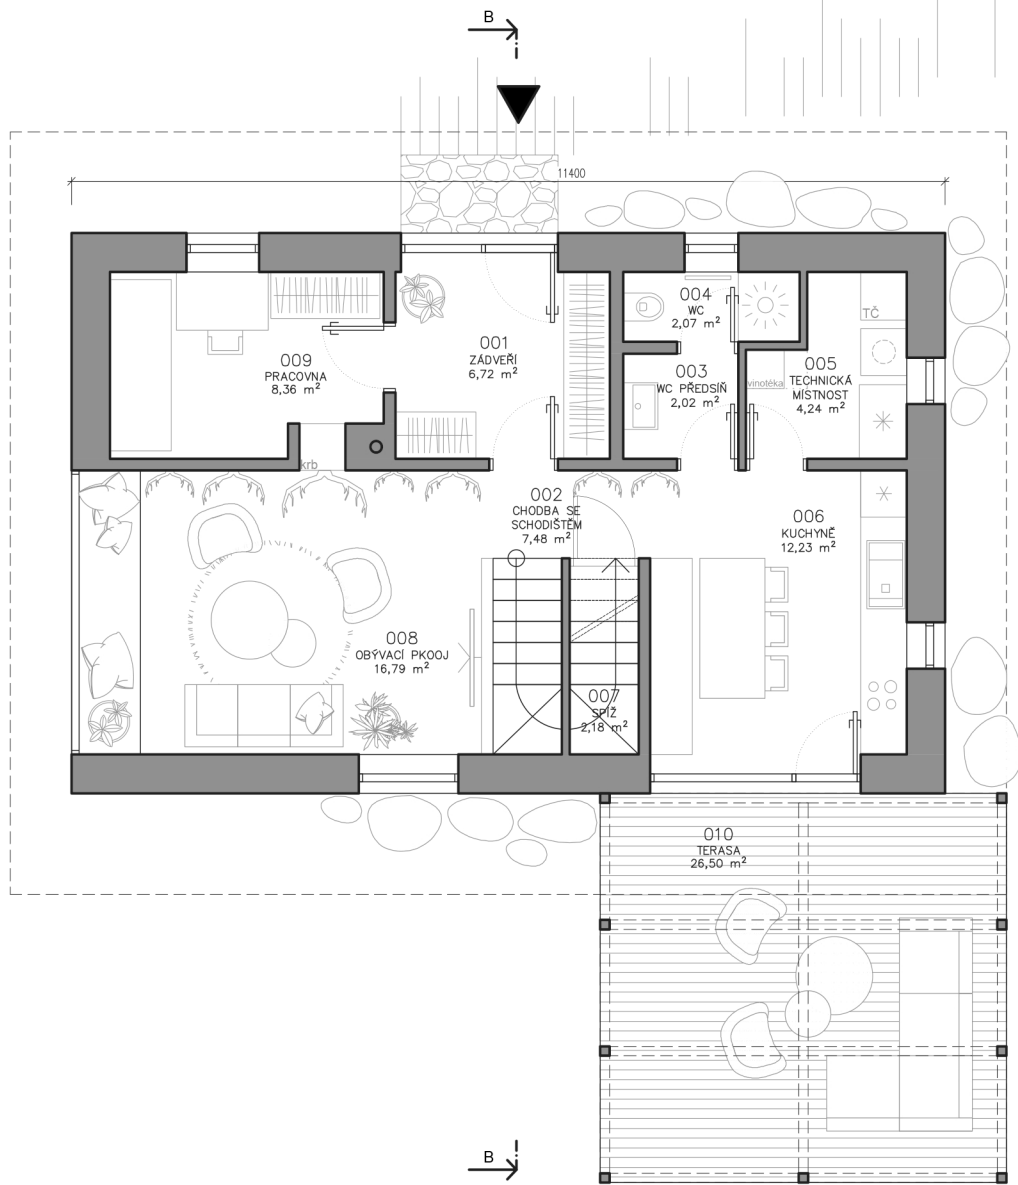 B
11400
004
WC
2,07 m²
TČ
001
ZÁDVEŘÍ
6,72 m²
009
PRACOVNA
8,36 m²
003
WC PŘEDSÍŇ
2,02 m²
vinotéka
005
TECHNICKÁ
MÍSTNOST
4,24 m²
krb
002
CHODBA SE
SCHODIŠTĚM
7,48 m²
006
KUCHYNĚ
12,23 m²
008
OBÝVACÍ PKOOJ
16,79 m²
007
SPÍŽ
2,18 m²
010
TERASA
26,50 m²
B